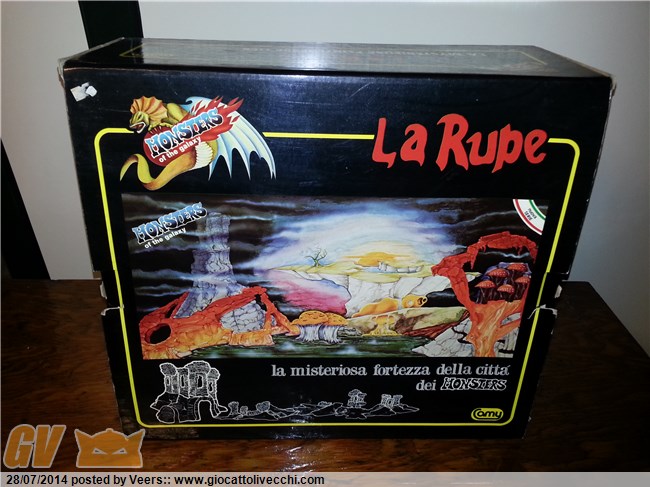 MONSTERS
of the galaxy
La Rupe
MONSTERS
of the galaxy
la misteriosa fortezza della citta'
dei MONSTERS
Camy
GV
28/07/2014 posted by Veers:: www.giocattolivecchi.com